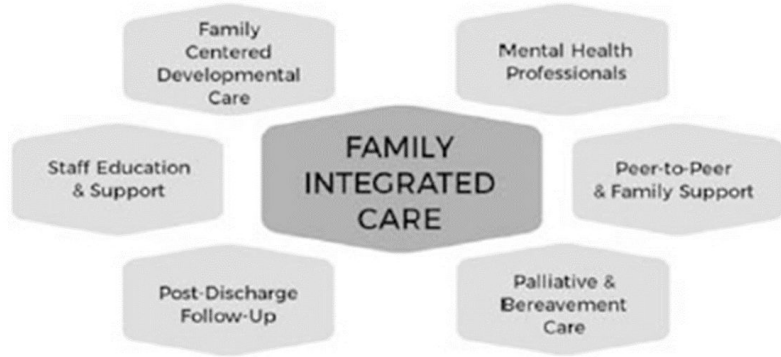 Family
Centered
Developmental
Care
Mental Health
Professionals
Staff Education
& Support
FAMILY
INTEGRATED
CARE
Peer-to-Peer
& Family Support
Post-Discharge
Follow-Up
Palliative &
Bereavement
Care